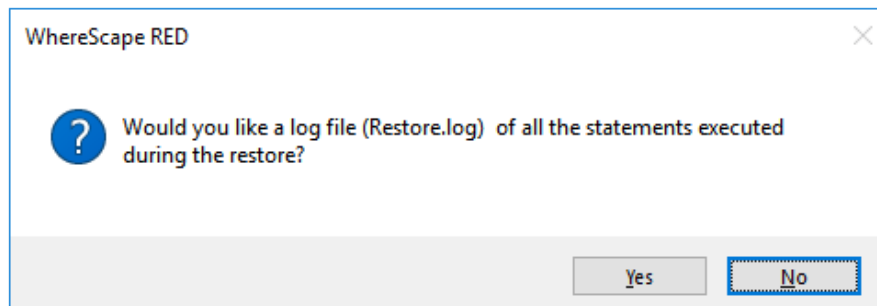 WhereScape RED
Would you like a log file (Restore.log)  of all the statements executed
during the restore?
Yes
No